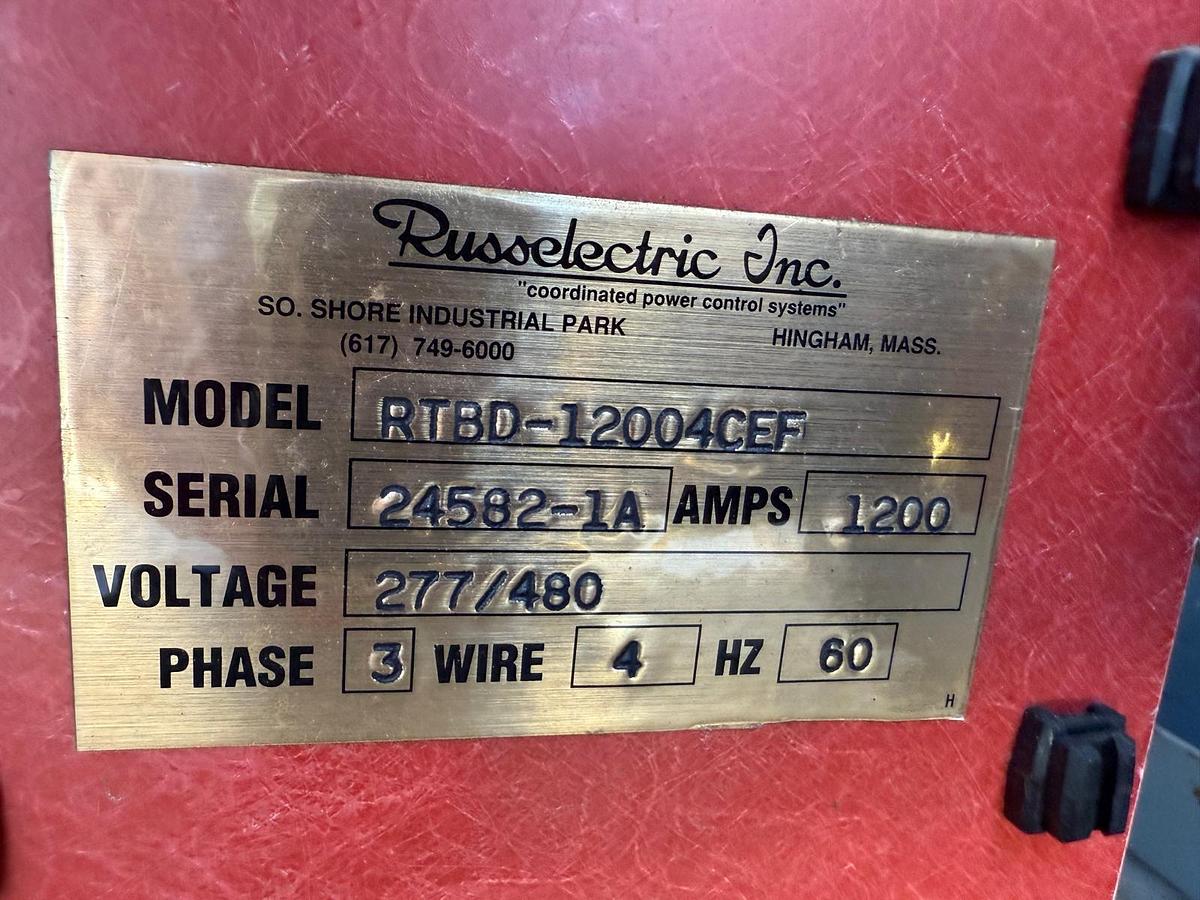 Russelectric Inc.
"coordinated power control systems"
SO. SHORE INDUSTRIAL PARK HINGHAM, MASS.
(617) 749-6000
MODEL RTBD-12004CEF
SERIAL 24582-1A AMPS 1200
VOLTAGE 277/480
PHASE 3 WIRE 4 HZ 60
H